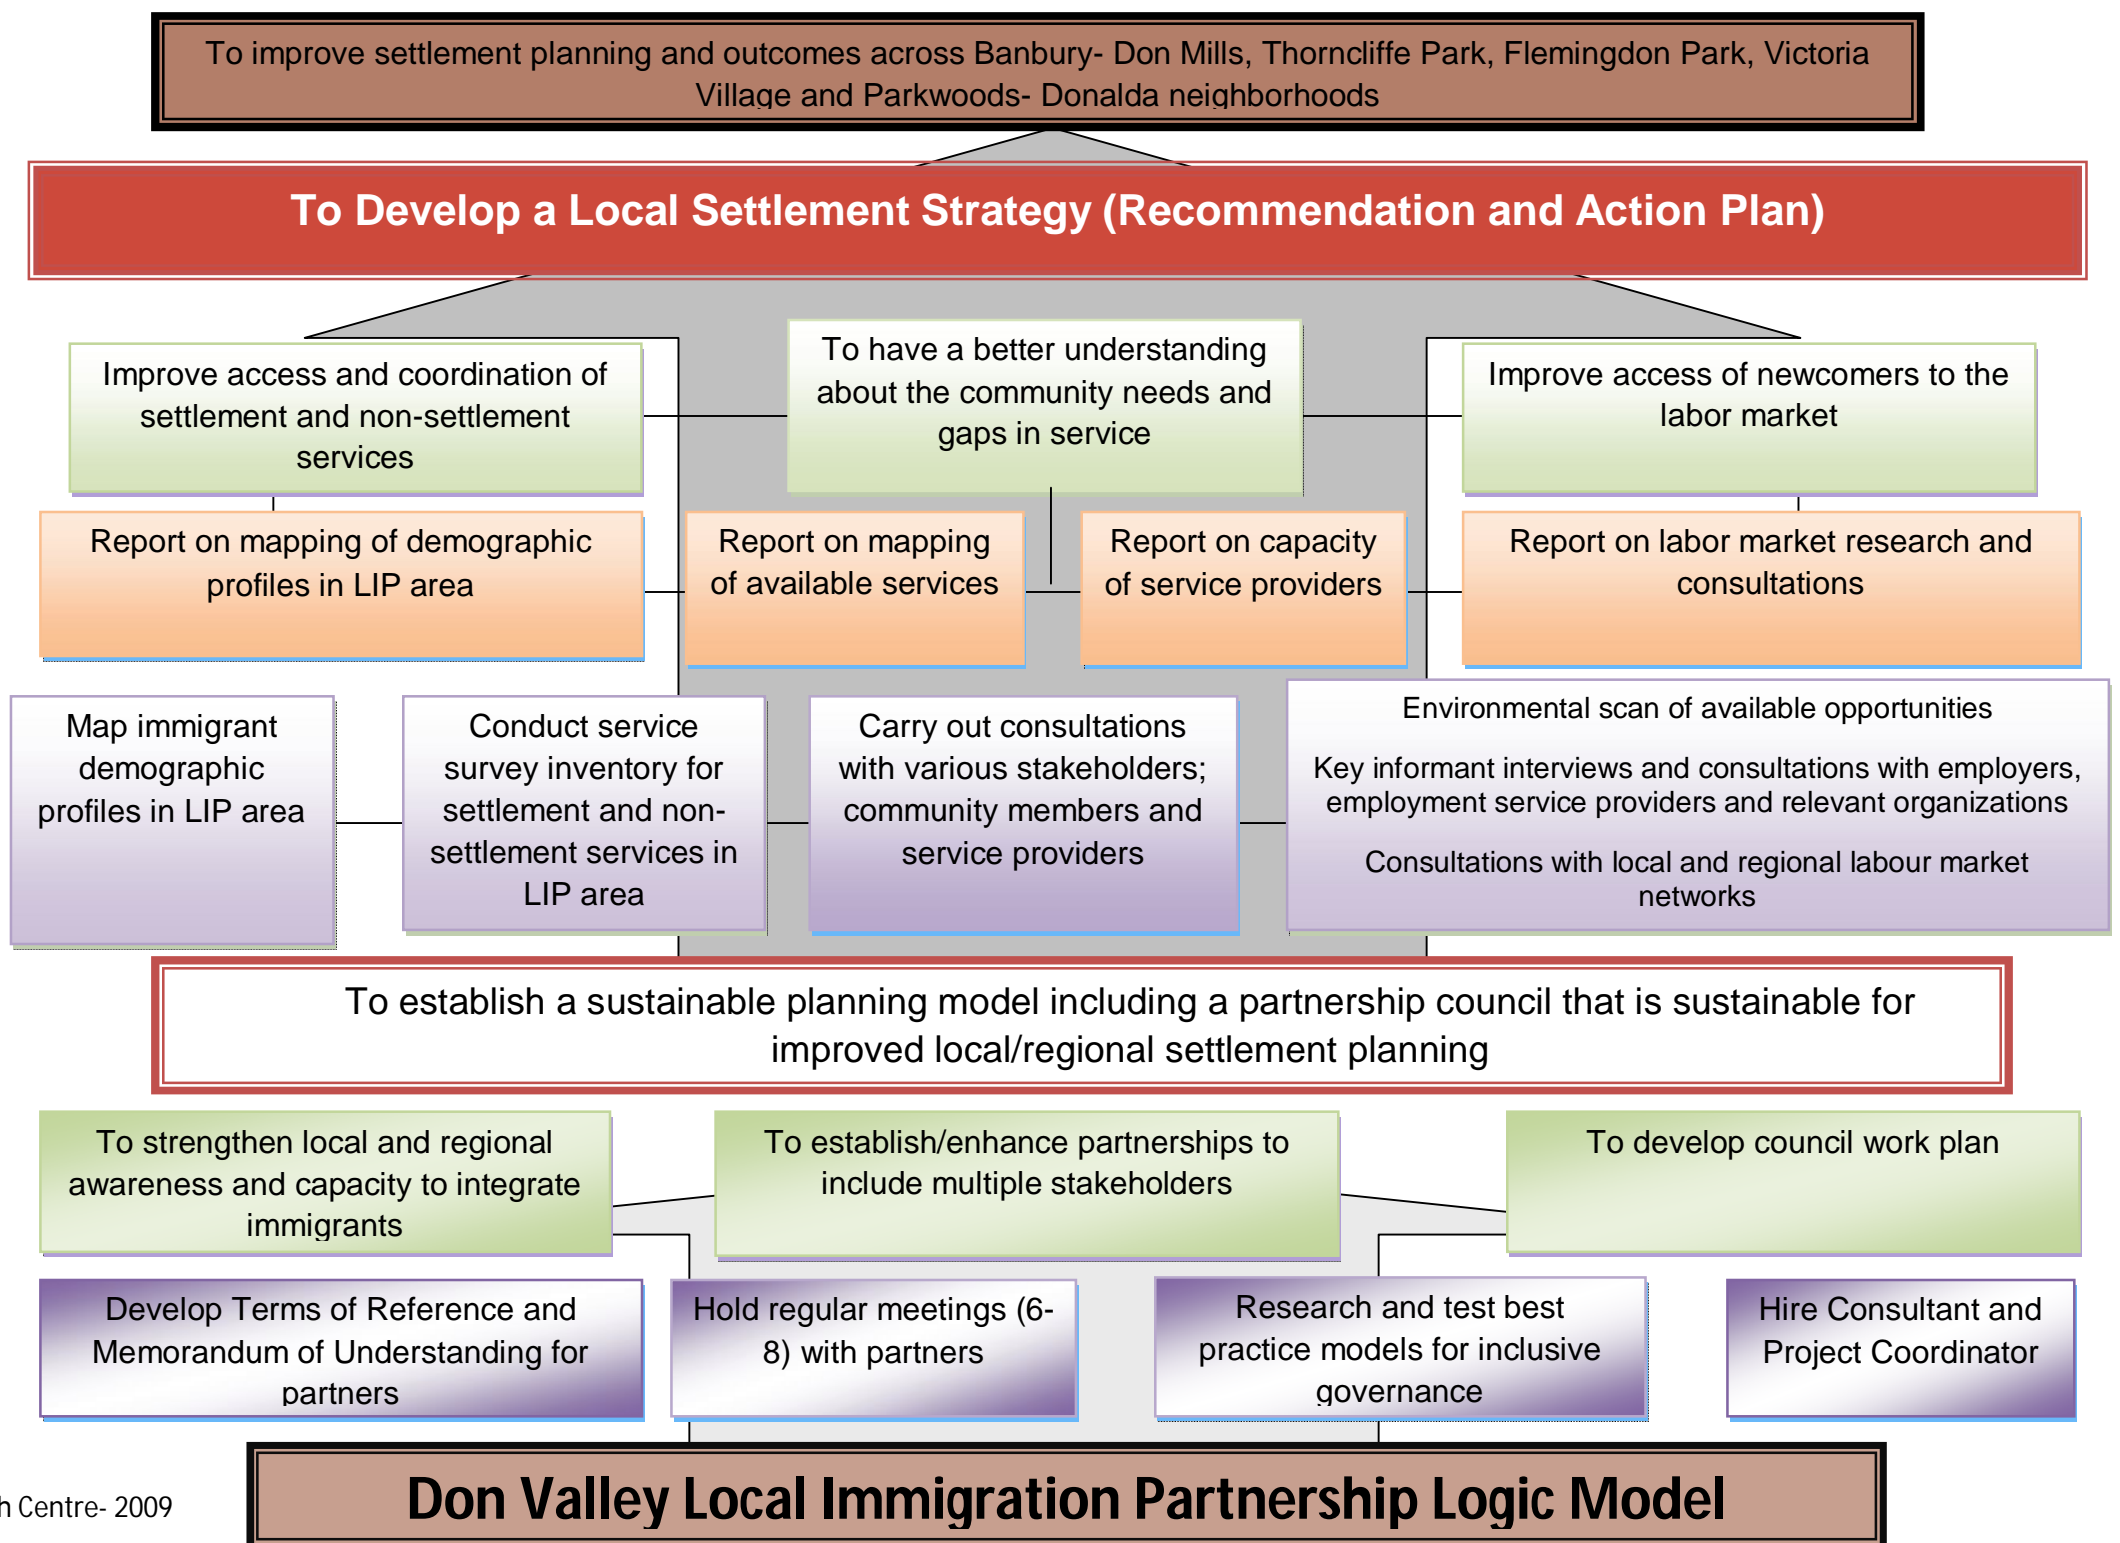 To improve settlement planning and outcomes across Banbury- Don Mills, Thorncliffe Park, Flemingdon Park, Victoria
Village and Parkwoods- Donalda neighborhoods
To Develop a Local Settlement Strategy (Recommendation and Action Plan)
Improve access and coordination of
settlement and non-settlement
services
To have a better understanding
about the community needs and
gaps in service
Improve access of newcomers to the
labor market
Report on mapping of demographic
profiles in LIP area
Report on mapping
of available services
Report on capacity
of service providers
Report on labor market research and
consultations
Map immigrant
demographic
profiles in LIP area
Conduct service
survey inventory for
settlement and non-
settlement services in
LIP area
Carry out consultations
with various stakeholders;
community members and
service providers
Environmental scan of available opportunities
Key informant interviews and consultations with employers,
employment service providers and relevant organizations
Consultations with local and regional labour market
networks
To establish a sustainable planning model including a partnership council that is sustainable for
improved local/regional settlement planning
To strengthen local and regional
awareness and capacity to integrate
immigrants
To establish/enhance partnerships to
include multiple stakeholders
To develop council work plan
Develop Terms of Reference and
Memorandum of Understanding for
partners
Hold regular meetings (6-
8) with partners
Research and test best
practice models for inclusive
governance
Hire Consultant and
Project Coordinator
Don Valley Local Immigration Partnership Logic Model
h Centre- 2009